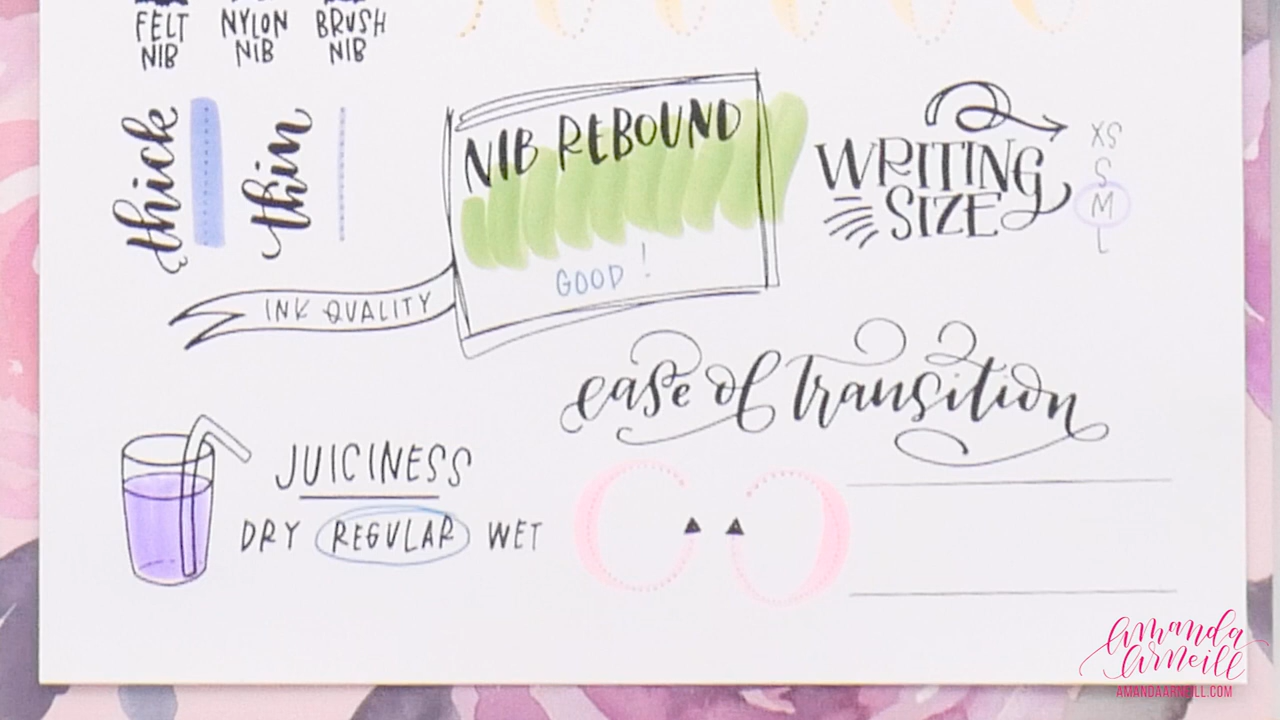 FELT
NIB
NYLON
NIB
BRUSH
NIB
thick
thin
NIB REBOUND
GOOD!
INK QUALITY
WRITING
SIZE
XS
S
M
L
ease of transition
JUICINESS
DRY REGULAR WET
Amanda
Arneill
AMANDAARNEILL.COM